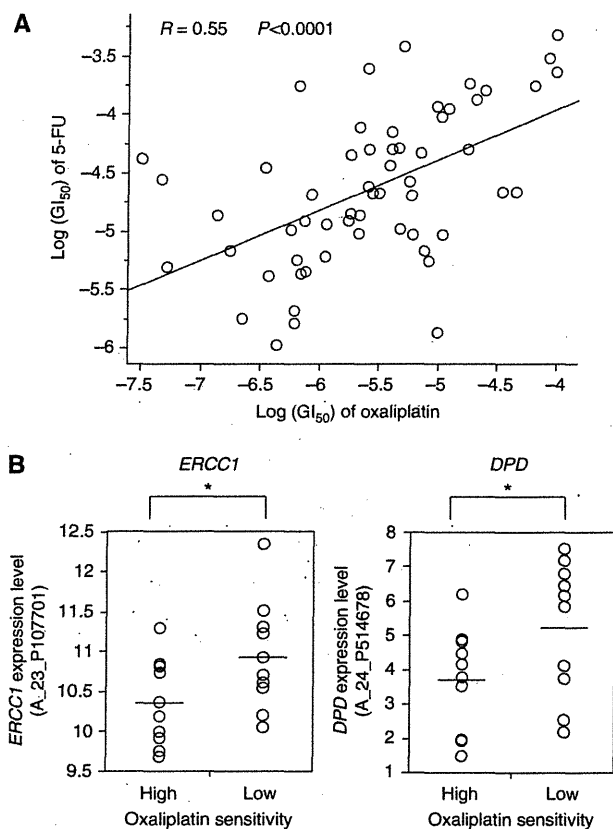 A
R = 0.55 P<0.0001
Log (GI50) of 5-FU
−3.5
−4
−4.5
−5
−5.5
−6
−7.5 −7 −6.5 −6 −5.5 −5 −4.5 −4
Log (GI50) of oxaliplatin
B
ERCC1
*
ERCC1 expression level
(A_23_P107701)
12.5
12
11.5
11
10.5
10
9.5
High Low
Oxaliplatin sensitivity
DPD
*
DPD expression level
(A_24_P514678)
8
7
6
5
4
3
2
1
High Low
Oxaliplatin sensitivity